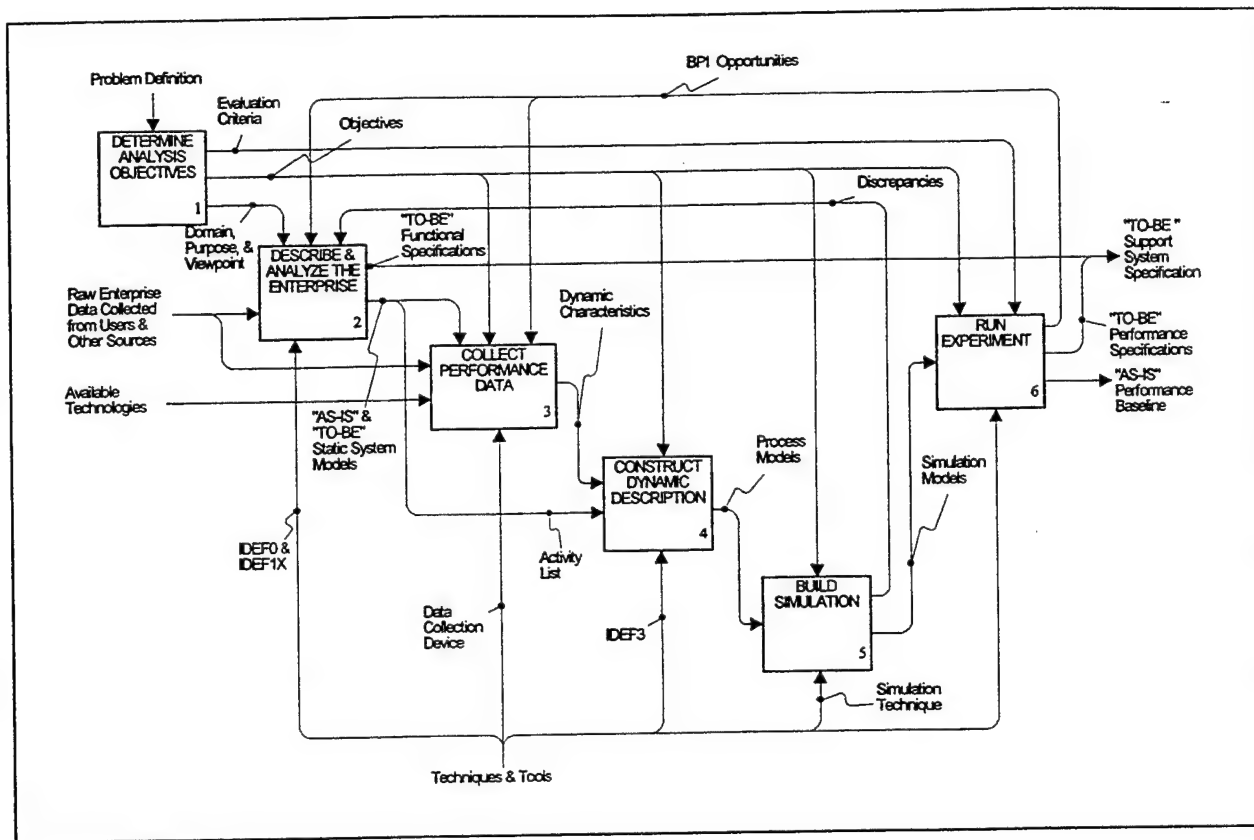 BP1 Opportunities
Problem Definition
Evaluation
Criteria
Objectives
DETERMINE
ANALYSIS
OBJECTIVES
1
Discrepancies
Domain,
Purpose, &
Viewpoint
"TO-BE"
Functional
Specifications
"TO-BE"
Support
System
Specification
DESCRIBE &
ANALYZE THE
ENTERPRISE
2
Raw Enterprise
Data Collected
from Users &
Other Sources
Dynamic
Characteristics
RUN
EXPERIMENT
6
"TO-BE"
Performance
Specifications
COLLECT
PERFORMANCE
DATA
3
"AS-IS"
Performance
Baseline
Available
Technologies
"AS-IS" &
"TO-BE"
Static System
Models
Process
Models
Simulation
Models
CONSTRUCT
DYNAMIC
DESCRIPTION
4
IDEF0 &
IDEF1X
Activity
List
BUILD
SIMULATION
5
Data
Collection
Device
IDEF3
Simulation
Technique
Techniques & Tools